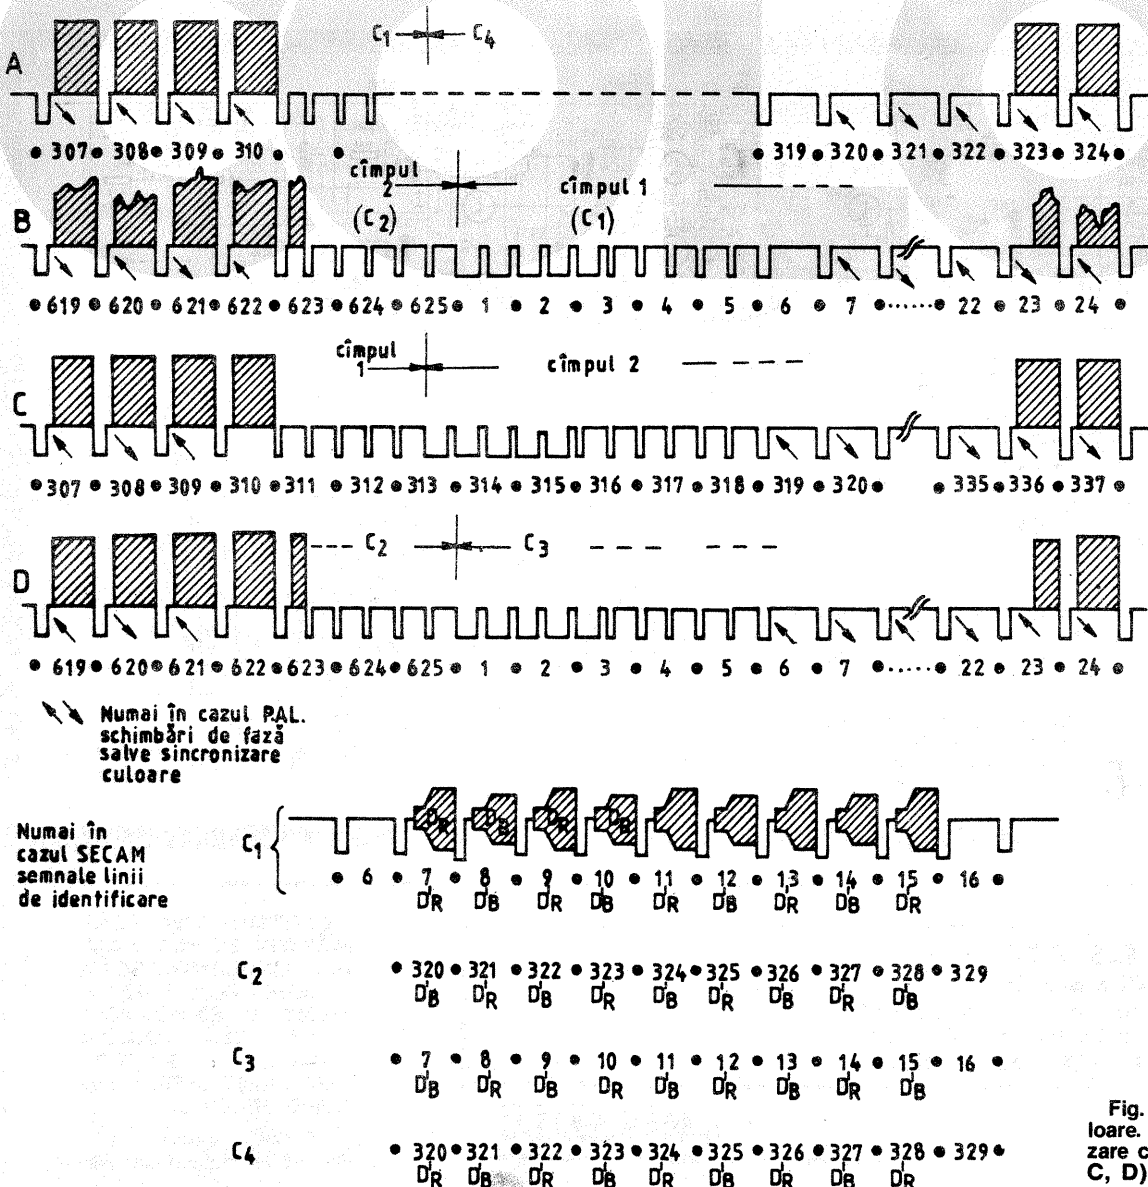 C1 C4
A
• 307 • 308 • 309 • 310 • • • 319 • 320 • 321 • 322 • 323 • 324 •
cîmpul 2 cîmpul 1
(C2) (C1)
B
• 619 • 620 • 621 • 622 • 623 • 624 • 625 • 1 • 2 • 3 • 4 • 5 • 6 • 7 •......• 22 • 23 • 24 •
cîmpul 1 cîmpul 2
C
• 307 • 308 • 309 • 310 • 311 • 312 • 313 • 314 • 315 • 316 • 317 • 318 • 319 • 320 • • 335 • 336 • 337 •
C2 C3
D
• 619 • 620 • 621 • 622 • 623 • 624 • 625 • 1 • 2 • 3 • 4 • 5 • 6 • 7 •.....• 22 • 23 • 24 •
Numai în cazul P.A.L.
schimbări de fază
salve sincronizare
culoare
Numai în
cazul SECAM
semnale linii
de identificare
C1
DR DB DR DB
• 6 • 7 • 8 • 9 • 10 • 11 • 12 • 13 • 14 • 15 • 16 •
D'R D'B D'R D'B D'R D'B D'R D'B D'R
C2
• 320 • 321 • 322 • 323 • 324 • 325 • 326 • 327 • 328 • 329
D'B D'R D'B D'R D'B D'R D'B D'R D'B
C3
• 7 • 8 • 9 • 10 • 11 • 12 • 13 • 14 • 15 • 16 •
D'B D'R D'B D'R D'B D'R D'B D'R D'B
C4
• 320 • 321 • 322 • 323 • 324 • 325 • 326 • 327 • 328 • 329 •
D'R D'B D'R D'B D'R D'B D'R D'B D'R
Fig.
loare.
zare c
C, D)